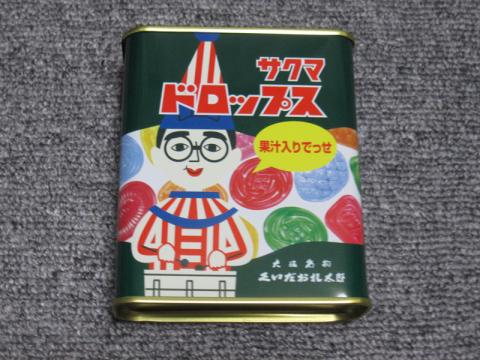 サクマ
ドロップス
果汁入りでっせ
大阪名物
くいだおれ太郎